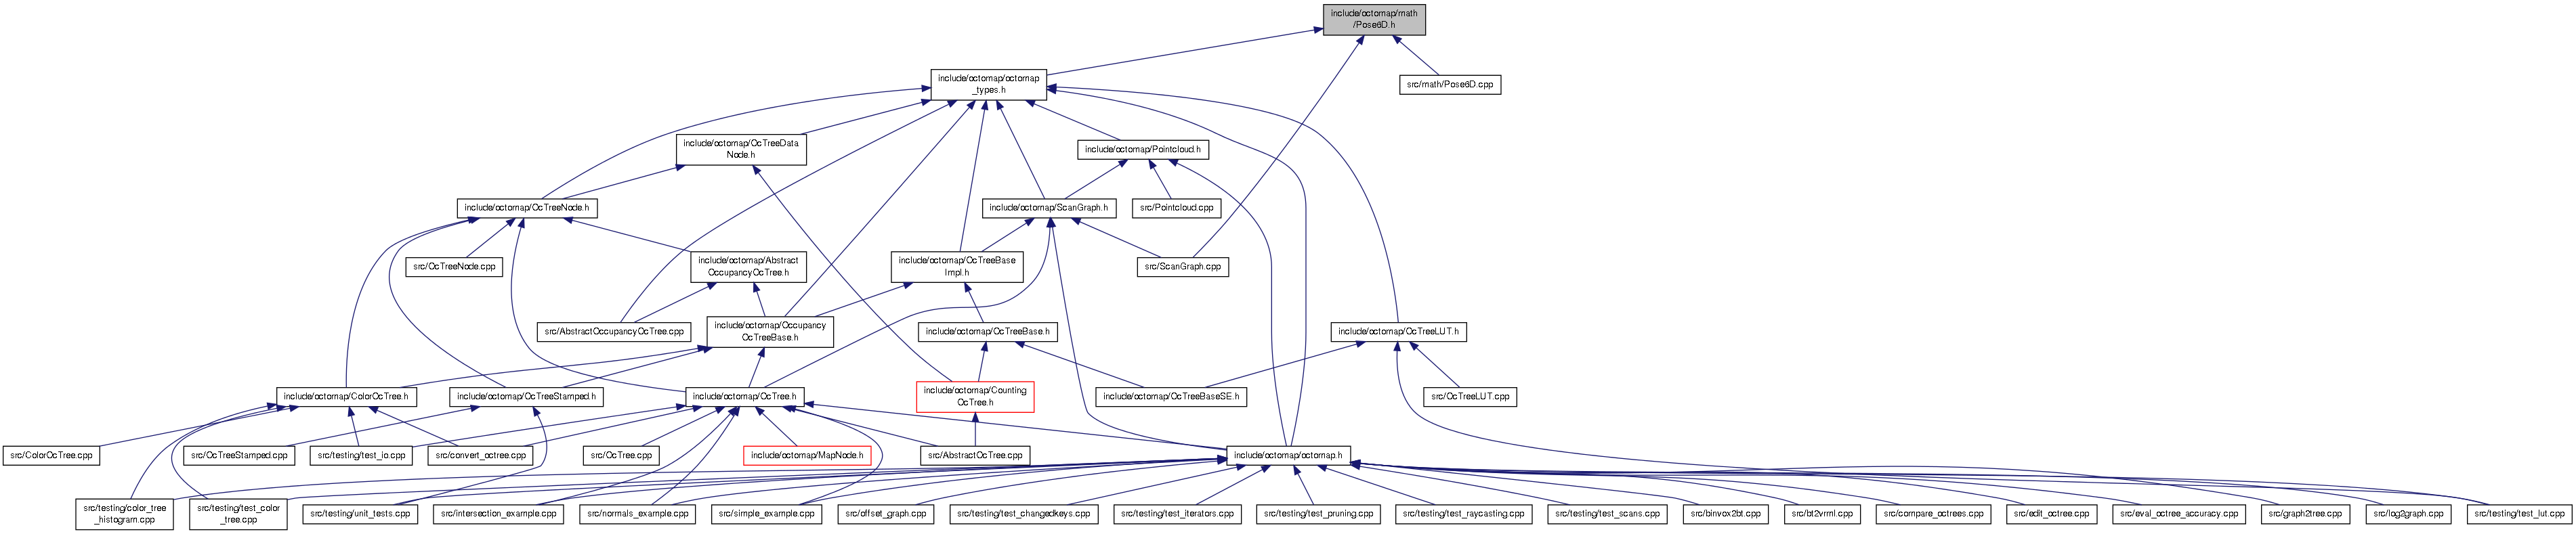 include/octomap/math
/Pose6D.h
include/octomap/octomap
_types.h
src/math/Pose6D.cpp
include/octomap/OcTreeData
Node.h
include/octomap/Pointcloud.h
include/octomap/OcTreeNode.h
include/octomap/ScanGraph.h
src/Pointcloud.cpp
src/OcTreeNode.cpp
include/octomap/Abstract
OccupancyOcTree.h
include/octomap/OcTreeBase
Impl.h
src/ScanGraph.cpp
src/AbstractOccupancyOcTree.cpp
include/octomap/Occupancy
OcTreeBase.h
include/octomap/OcTreeBase.h
include/octomap/OcTreeLUT.h
include/octomap/ColorOcTree.h
include/octomap/OcTreeStamped.h
include/octomap/OcTree.h
include/octomap/Counting
OcTree.h
include/octomap/OcTreeBaseSE.h
src/OcTreeLUT.cpp
src/ColorOcTree.cpp
src/OcTreeStamped.cpp
src/testing/test_io.cpp
src/convert_octree.cpp
src/OcTree.cpp
include/octomap/MapNode.h
src/AbstractOcTree.cpp
include/octomap/octomap.h
src/testing/color_tree
_histogram.cpp
src/testing/test_color
_tree.cpp
src/testing/unit_tests.cpp
src/intersection_example.cpp
src/normals_example.cpp
src/simple_example.cpp
src/offset_graph.cpp
src/testing/test_changedkeys.cpp
src/testing/test_iterators.cpp
src/testing/test_pruning.cpp
src/testing/test_raycasting.cpp
src/testing/test_scans.cpp
src/binvox2bt.cpp
src/bt2vrml.cpp
src/compare_octrees.cpp
src/edit_octree.cpp
src/eval_octree_accuracy.cpp
src/graph2tree.cpp
src/log2graph.cpp
src/testing/test_lut.cpp